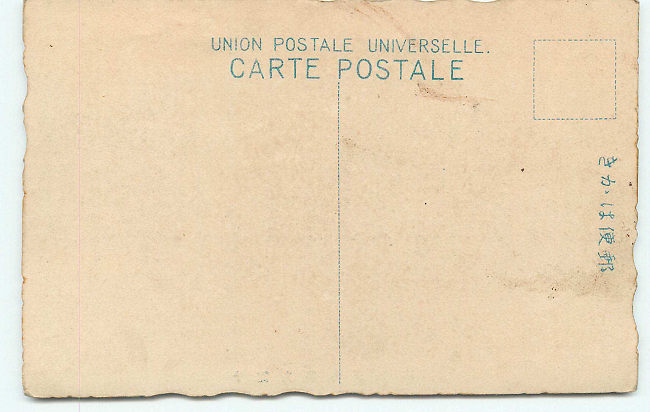 UNION POSTALE UNIVERSELLE.
CARTE POSTALE
きかは便郵